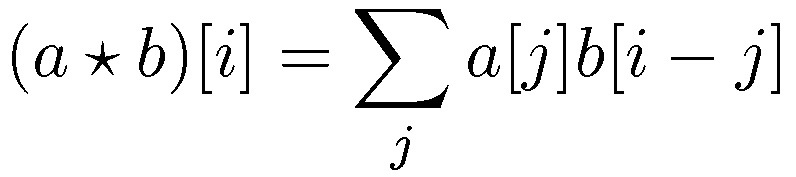 (a ⋆ b)[i] = ∑_j a[j]b[i − j]